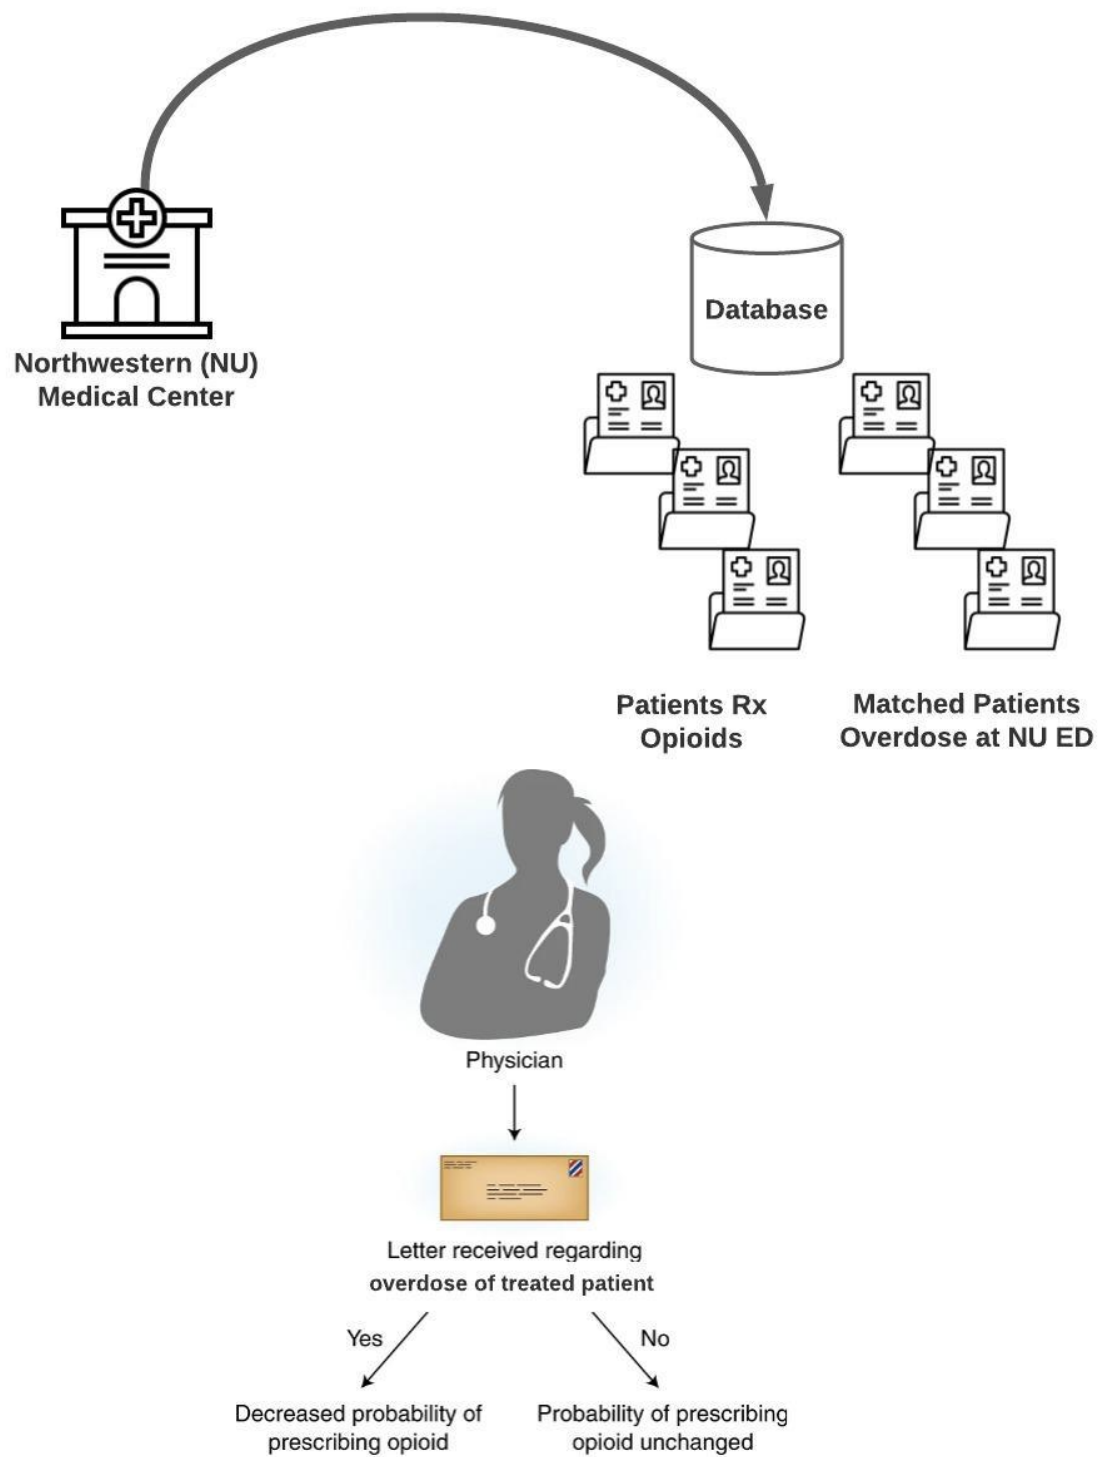 Northwestern (NU)
Medical Center
Database
Patients Rx
Opioids
Matched Patients
Overdose at NU ED
Physician
Letter received regarding
overdose of treated patient
Yes
No
Decreased probability of
prescribing opioid
Probability of prescribing
opioid unchanged